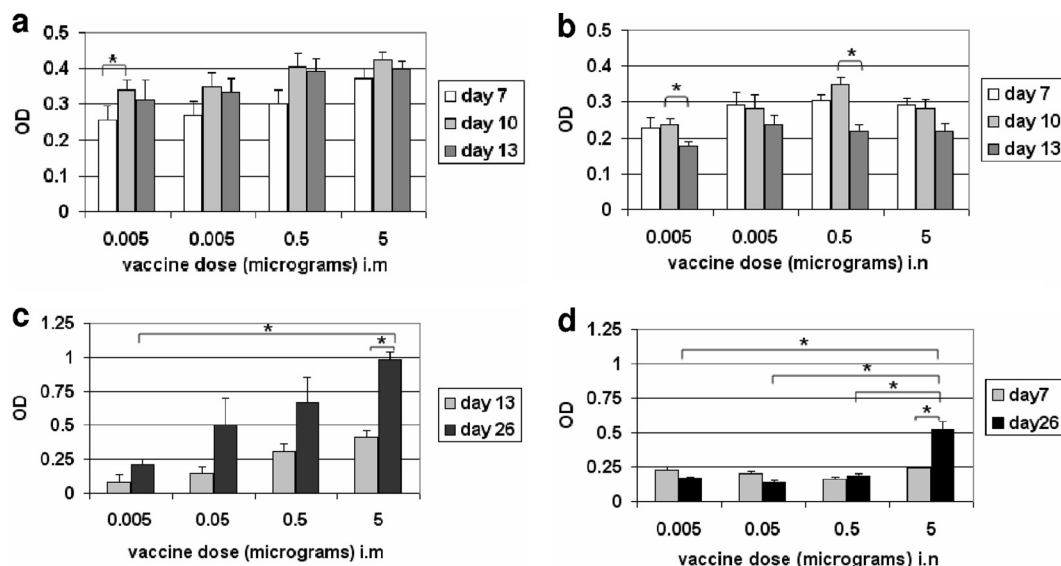 a
0.5
0.4
0.3
0.2
0.1
0
OD
*
0.005 0.005 0.5 5
vaccine dose (micrograms) i.m
day 7
day 10
day 13
b
0.5
0.4
0.3
0.2
0.1
0
OD
* *
0.005 0.005 0.5 5
vaccine dose (micrograms) i.n
day 7
day 10
day 13
c
1.25
1
0.75
0.5
0.25
0
OD
*
*
0.005 0.05 0.5 5
vaccine dose (micrograms) i.m
day 13
day 26
d
1.25
1
0.75
0.5
0.25
0
OD
*
*
*
*
0.005 0.05 0.5 5
vaccine dose (micrograms) i.n
day7
day26